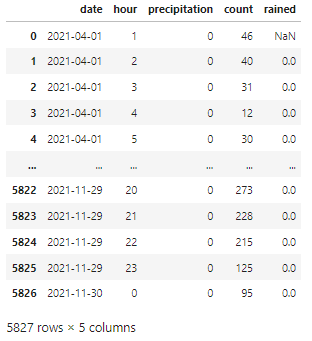 date hour precipitation count rained
0 2021-04-01 1 0 46 NaN
1 2021-04-01 2 0 40 0.0
2 2021-04-01 3 0 31 0.0
3 2021-04-01 4 0 12 0.0
4 2021-04-01 5 0 30 0.0
... ... ... ... ... ...
5822 2021-11-29 20 0 273 0.0
5823 2021-11-29 21 0 228 0.0
5824 2021-11-29 22 0 215 0.0
5825 2021-11-29 23 0 125 0.0
5826 2021-11-30 0 0 95 0.0
5827 rows × 5 columns